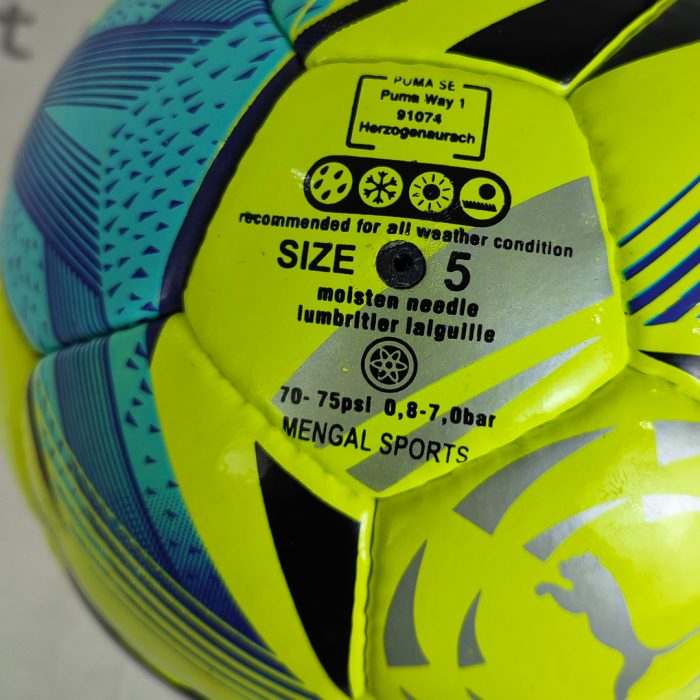 PUMA SE
Puma Way 1
91074
Herzogenaurach
recommended for all weather condition
SIZE 5
moisten needle
lumbritier laiguille
70- 75psi 0,8-7,0bar
MENGAL SPORTS